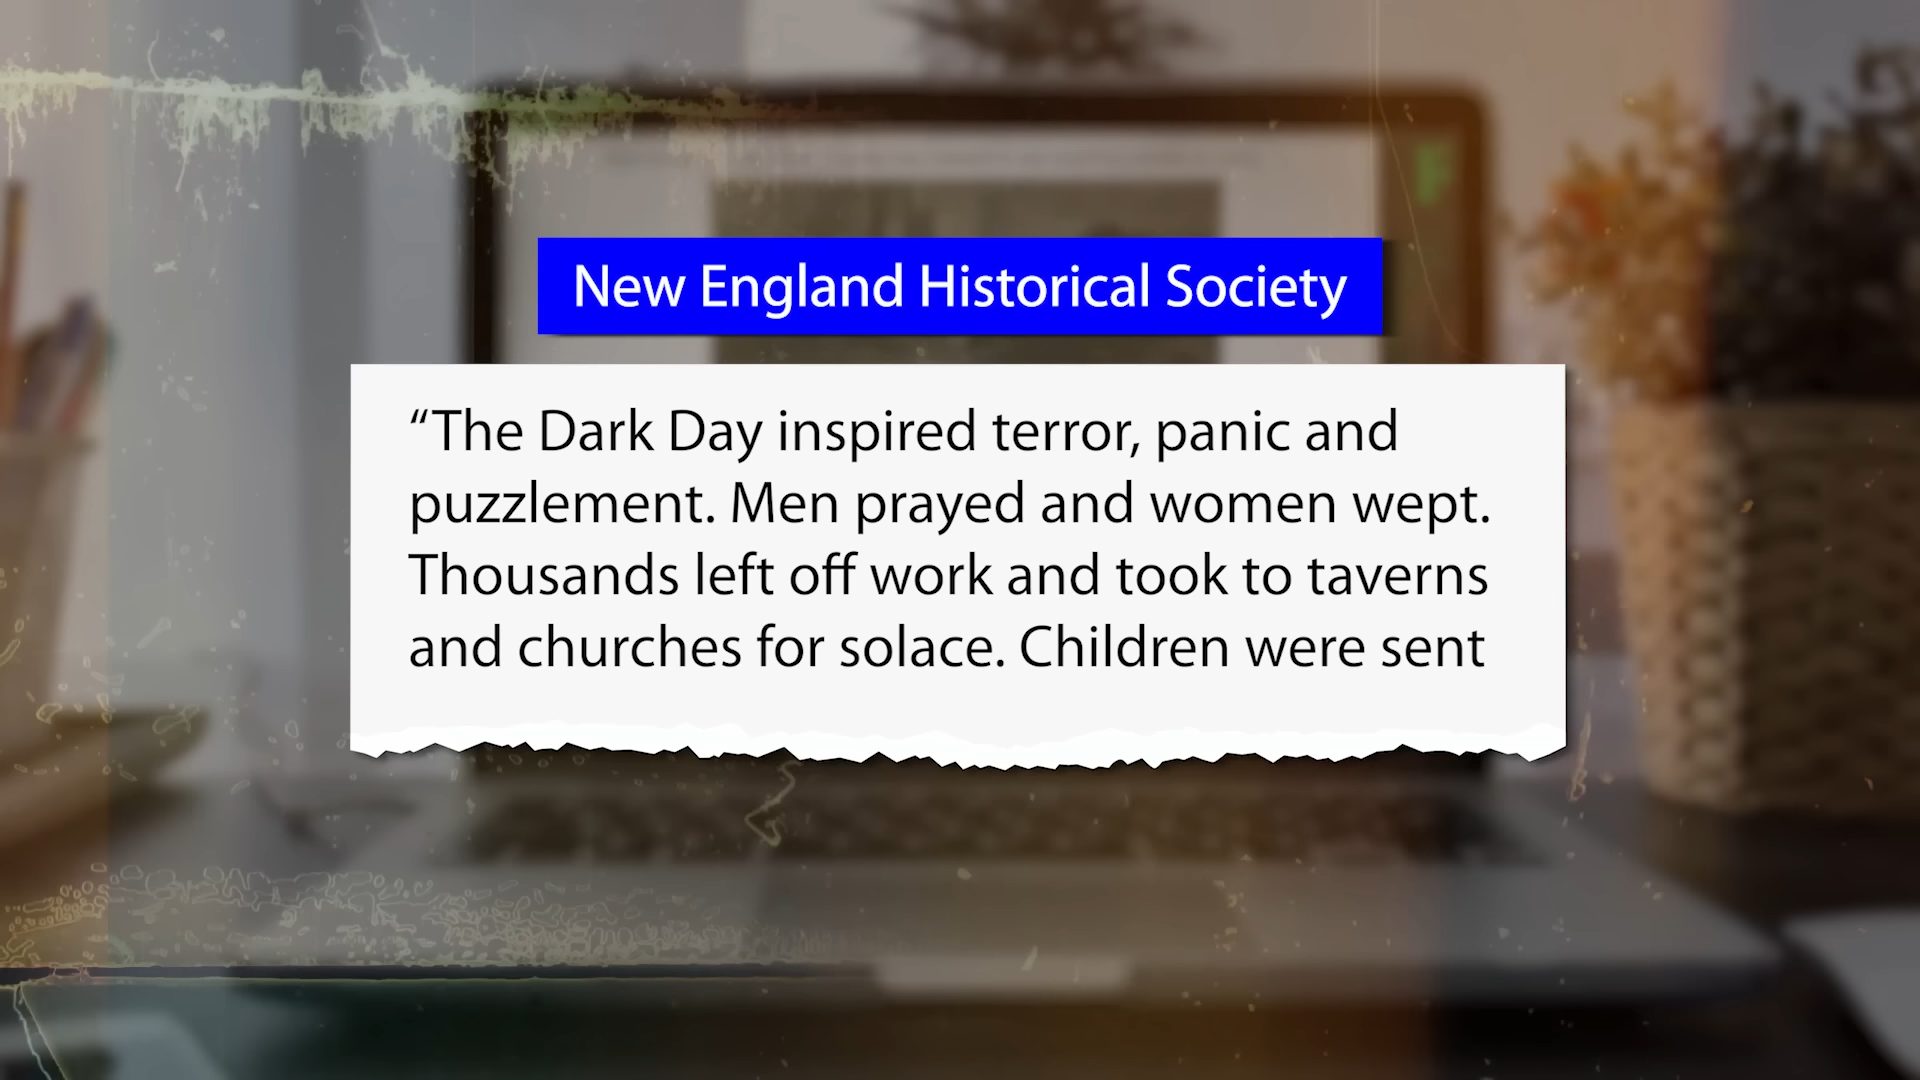 New England Historical Society
“The Dark Day inspired terror, panic and
puzzlement. Men prayed and women wept.
Thousands left off work and took to taverns
and churches for solace. Children were sent